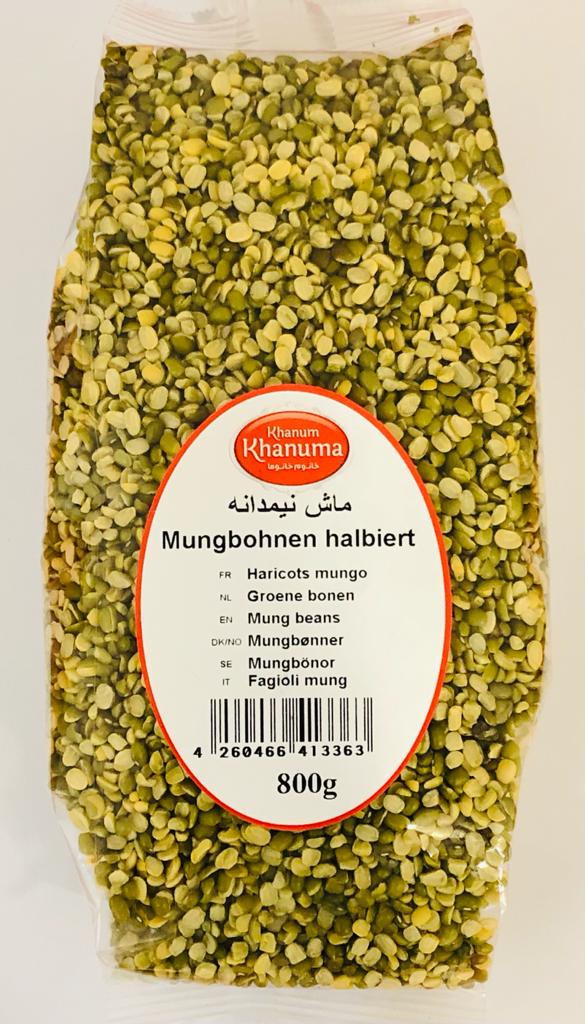 Khanum
Khanuma
خانوم خانوما
ماش نیمدانه
Mungbohnen halbiert
FR Haricots mungo
NL Groene bonen
EN Mung beans
DK/NO Mungbønner
SE Mungbönor
IT Fagioli mung
4 260466 413363
800g